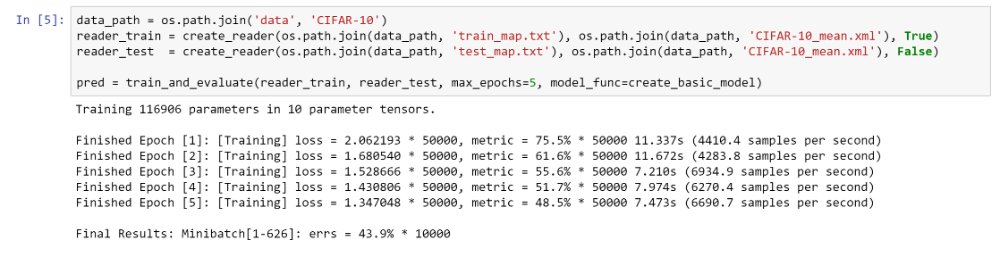 In [5]: data_path = os.path.join('data', 'CIFAR-10')
reader_train = create_reader(os.path.join(data_path, 'train_map.txt'), os.path.join(data_path, 'CIFAR-10_mean.xml'), True)
reader_test  = create_reader(os.path.join(data_path, 'test_map.txt'), os.path.join(data_path, 'CIFAR-10_mean.xml'), False)
pred = train_and_evaluate(reader_train, reader_test, max_epochs=5, model_func=create_basic_model)
Training 116906 parameters in 10 parameter tensors.
Finished Epoch [1]: [Training] loss = 2.062193 * 50000, metric = 75.5% * 50000 11.337s (4410.4 samples per second)
Finished Epoch [2]: [Training] loss = 1.680540 * 50000, metric = 61.6% * 50000 11.672s (4283.8 samples per second)
Finished Epoch [3]: [Training] loss = 1.528666 * 50000, metric = 55.6% * 50000 7.210s (6934.9 samples per second)
Finished Epoch [4]: [Training] loss = 1.430806 * 50000, metric = 51.7% * 50000 7.974s (6270.4 samples per second)
Finished Epoch [5]: [Training] loss = 1.347048 * 50000, metric = 48.5% * 50000 7.473s (6690.7 samples per second)
Final Results: Minibatch[1-626]: errs = 43.9% * 10000